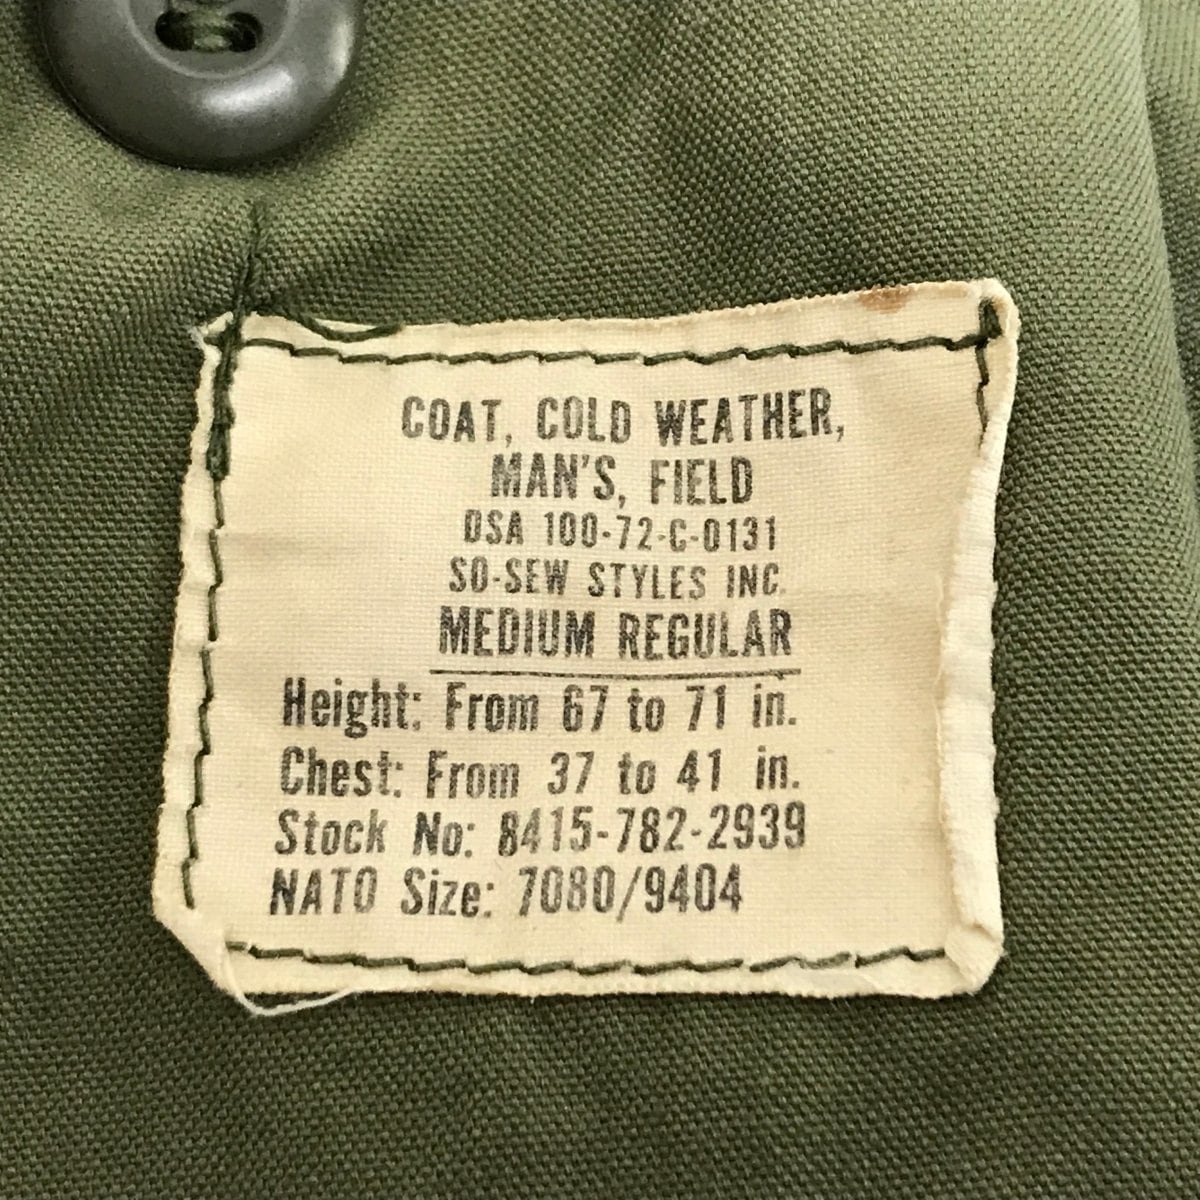 COAT, COLD WEATHER,
MAN'S, FIELD
DSA 100-72-C-0131
SO-SEW STYLES INC.
MEDIUM REGULAR
Height: From 67 to 71 in.
Chest: From 37 to 41 in.
Stock No: 8415-782-2939
NATO Size: 7080/9404